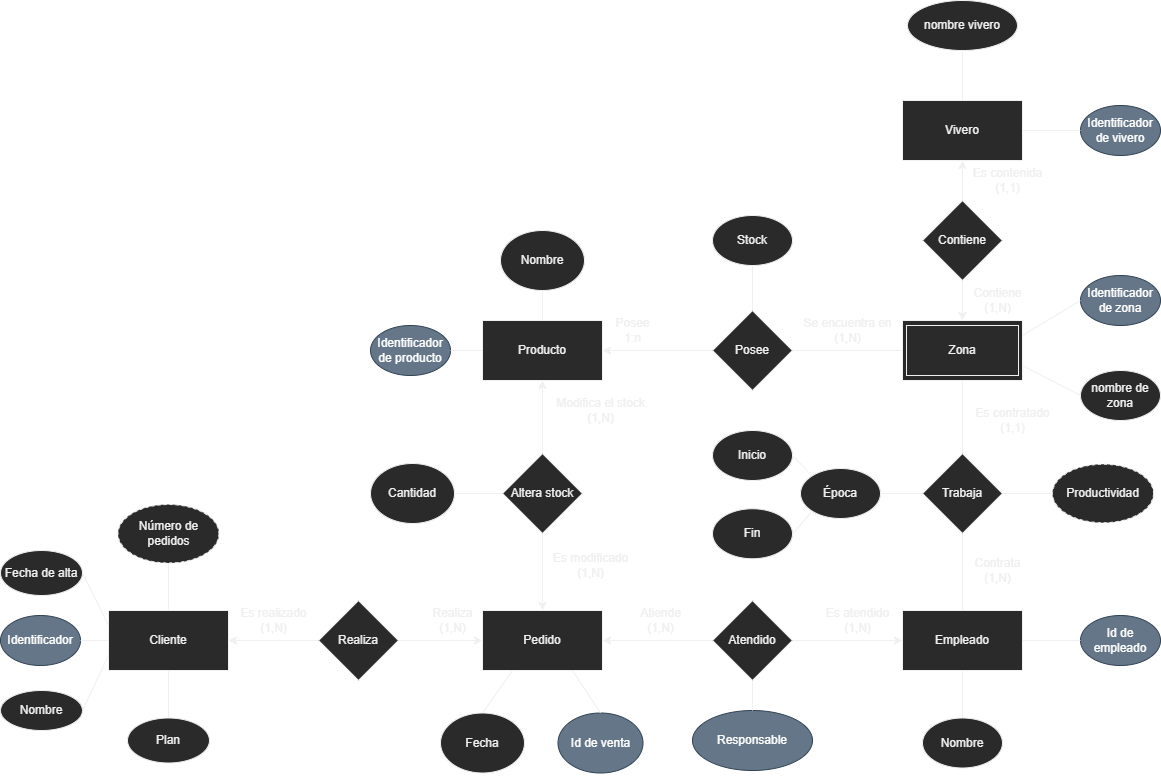 nombre vivero
Vivero
Identificador
de vivero
Es contenida
(1,1)
Contiene
Stock
Nombre
Contiene
(1,N)
Identificador
de zona
Posee
1:n
Se encuentra en
(1,N)
Identificador
de producto
Producto
Posee
Zona
nombre de
zona
Modifica el stock
(1,N)
Es contratado
(1,1)
Inicio
Cantidad
Altera stock
Época
Trabaja
Productividad
Número de
pedidos
Fin
Es modificado
(1,N)
Contrata
(1,N)
Fecha de alta
Es realizado
(1,N)
Realiza
(1,N)
Atiende
(1,N)
Es atendido
(1,N)
Identificador
Cliente
Realiza
Pedido
Atendido
Empleado
Id de
empleado
Nombre
Plan
Fecha
Id de venta
Responsable
Nombre